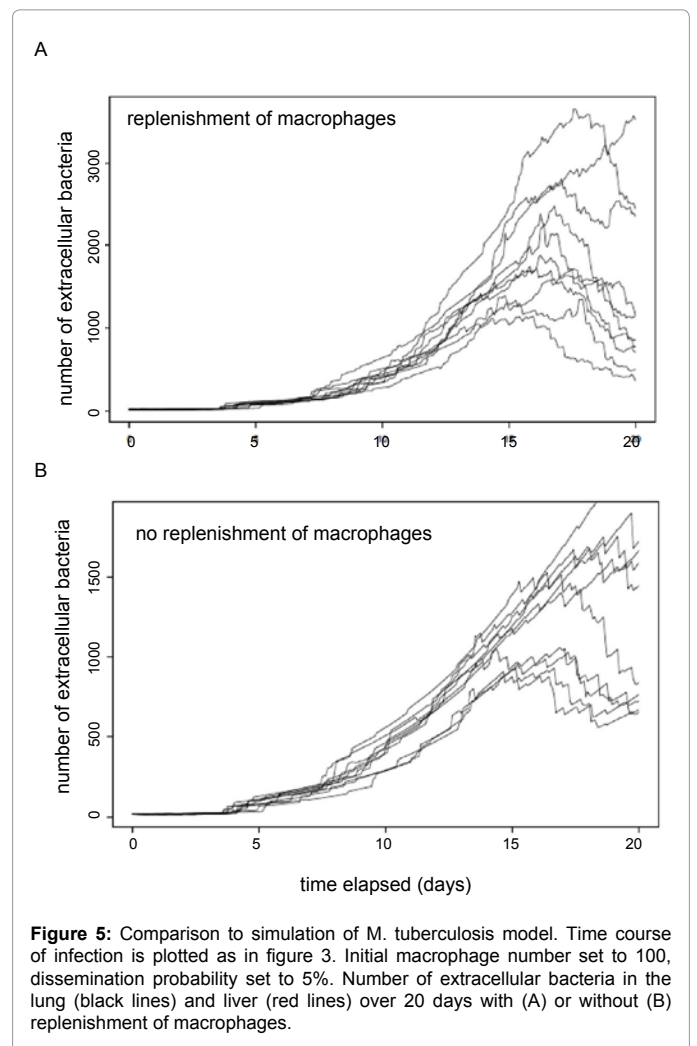 A
replenishment of macrophages
number of extracellular bacteria
3000
2000
1000
0
0 5 10 15 20
B
no replenishment of macrophages
number of extracellular bacteria
1500
1000
500
0
0 5 10 15 20
time elapsed (days)
Figure 5: Comparison to simulation of M. tuberculosis model. Time course
of infection is plotted as in figure 3. Initial macrophage number set to 100,
dissemination probability set to 5%. Number of extracellular bacteria in the
lung (black lines) and liver (red lines) over 20 days with (A) or without (B)
replenishment of macrophages.